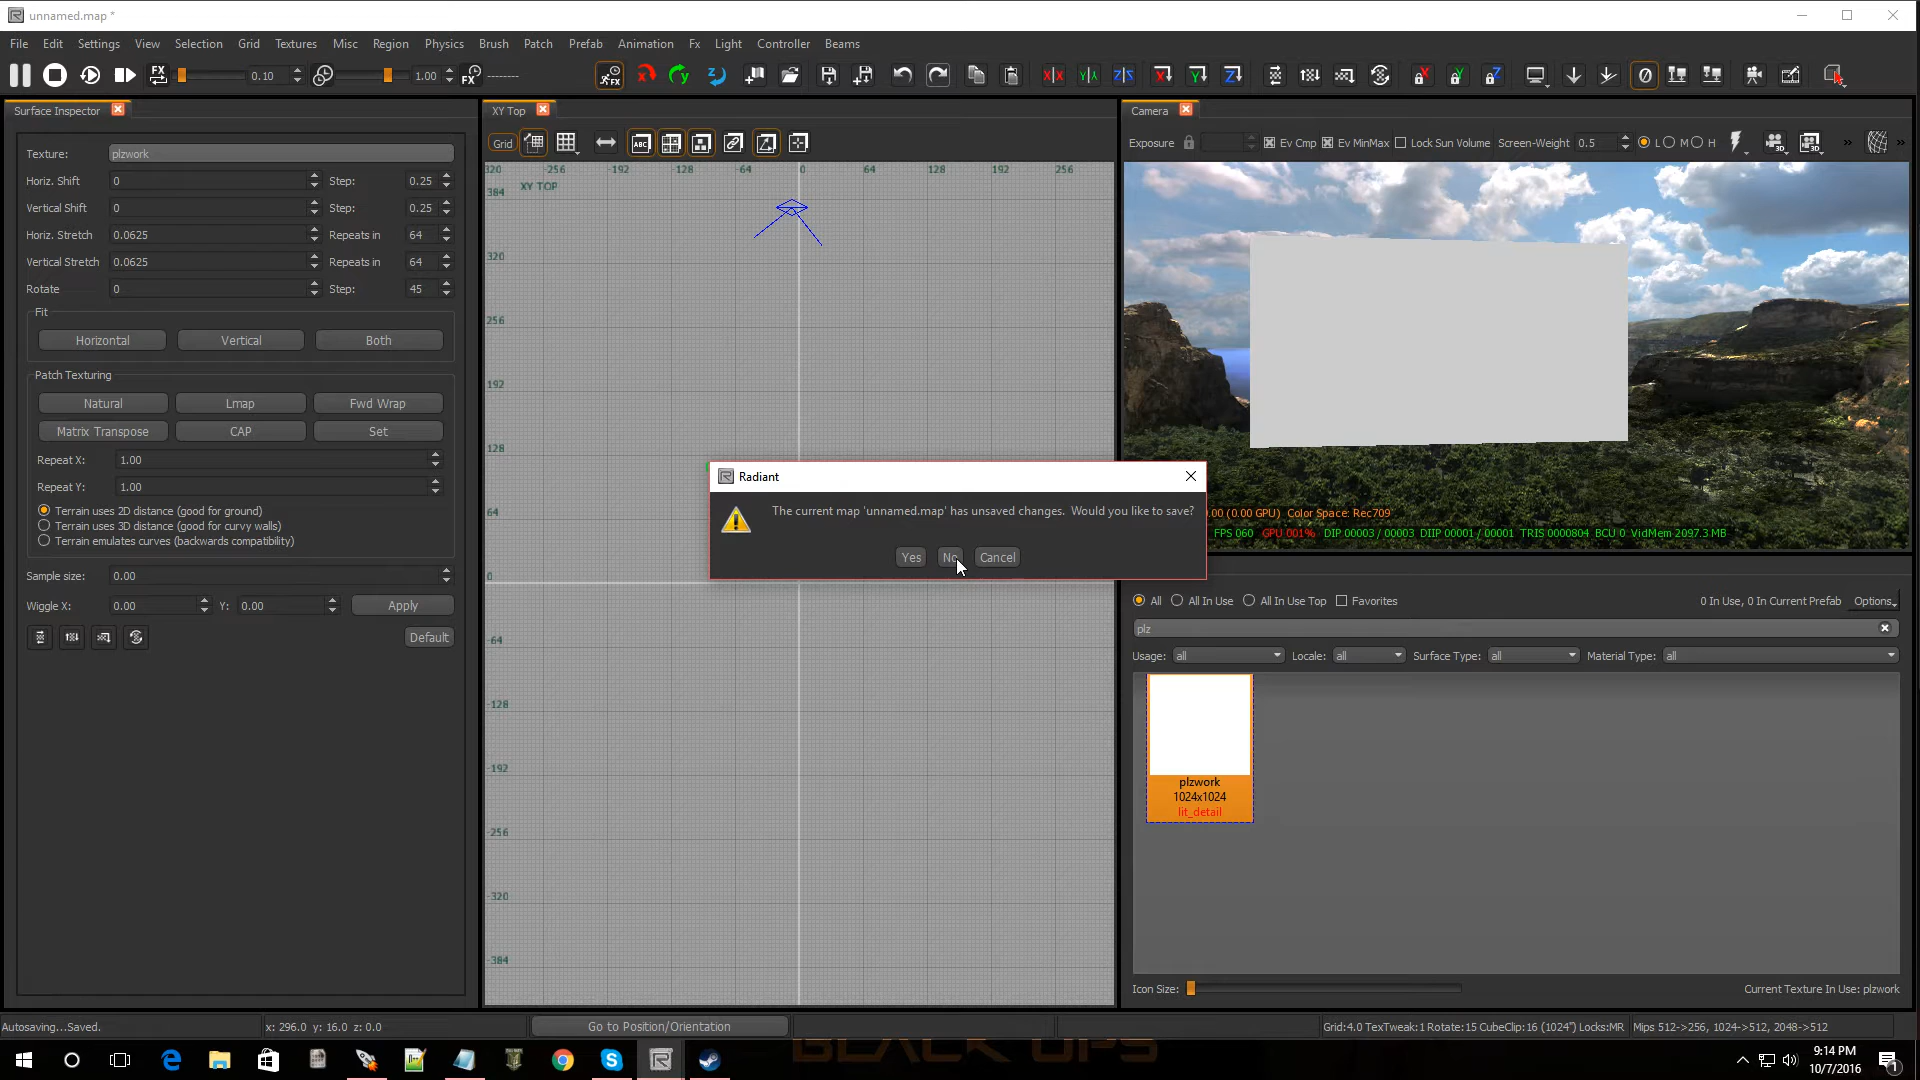 unnamed.map *
File Edit Settings View Selection Grid Textures Misc Region Physics Brush Patch Prefab Animation Fx Light Controller Beams
FX 0.10 1.00 FX --------
Surface Inspector
Texture: plzwork
Horiz. Shift 0 Step: 0.25
Vertical Shift 0 Step: 0.25
Horiz. Stretch 0.0625 Repeats in 64
Vertical Stretch 0.0625 Repeats in 64
Rotate 0 Step: 45
Fit
Horizontal Vertical Both
Patch Texturing
Natural Lmap Fwd Wrap
Matrix Transpose CAP Set
Repeat X: 1.00
Repeat Y: 1.00
Terrain uses 2D distance (good for ground)
Terrain uses 3D distance (good for curvy walls)
Terrain emulates curves (backwards compatibility)
Sample size: 0.00
Wiggle X: 0.00 Y: 0.00 Apply
Default
XY Top
Grid ABC
320 -256 -192 -128 -64 0 64 128 192 256
XY TOP
384
320
256
192
128
64
0
-64
-128
-192
-256
-320
-384
Radiant
The current map 'unnamed.map' has unsaved changes. Would you like to save?
Yes No Cancel
Camera
Exposure Ev Cmp Ev MinMax Lock Sun Volume Screen-Weight 0.5 L M H
.00 (0.00 GPU) Color Space: Rec709
FPS 060 GPU 001% DIP 00003 / 00003 DIIP 00001 / 00001 TRIS 0000804 BCU 0 VidMem 2097.3 MB
All All In Use All In Use Top Favorites 0 In Use, 0 In Current Prefab Options
plz
Usage: all Locale: all Surface Type: all Material Type: all
plzwork
1024x1024
lit_detail
Icon Size: Current Texture In Use: plzwork
Autosaving...Saved. x: 296.0 y: 16.0 z: 0.0 Go to Position/Orientation Grid:4.0 TexTweak:1 Rotate:15 CubeClip:16 (1024") Locks:MR Mips 512->256, 1024->512, 2048->512
BLACK OPS
9:14 PM
10/7/2016
1